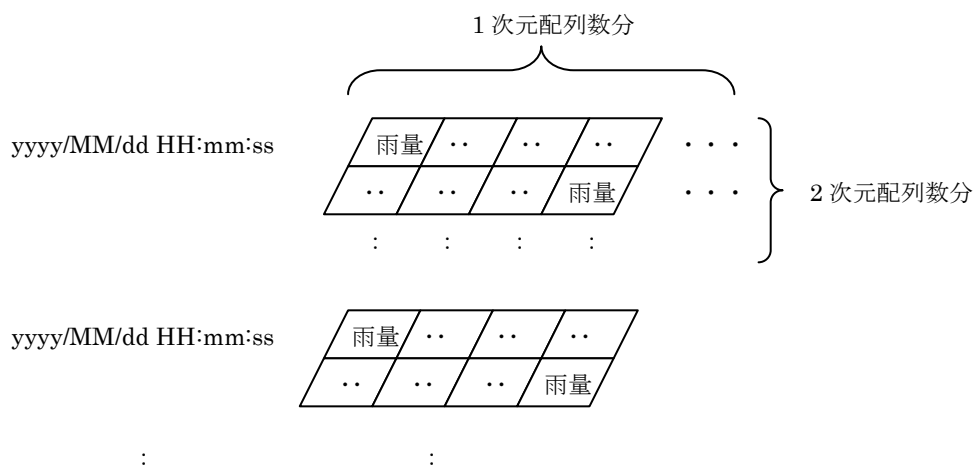 1 次元配列数分
yyyy/MM/dd HH:mm:ss
雨量 ・・ ・・ ・・ ・・・
・・ ・・ ・・ 雨量 ・・・
2 次元配列数分
: : : :
yyyy/MM/dd HH:mm:ss
雨量 ・・ ・・ ・・
・・ ・・ ・・ 雨量
: :